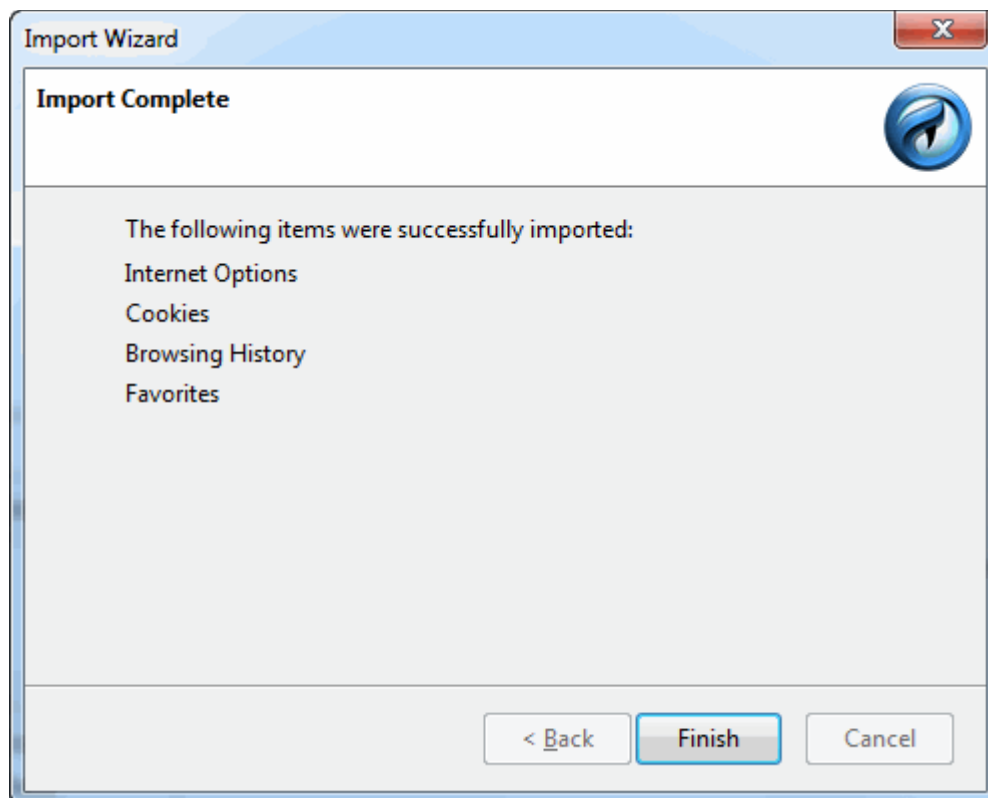 Import Wizard
Import Complete
The following items were successfully imported:
Internet Options
Cookies
Browsing History
Favorites
< Back
Finish
Cancel